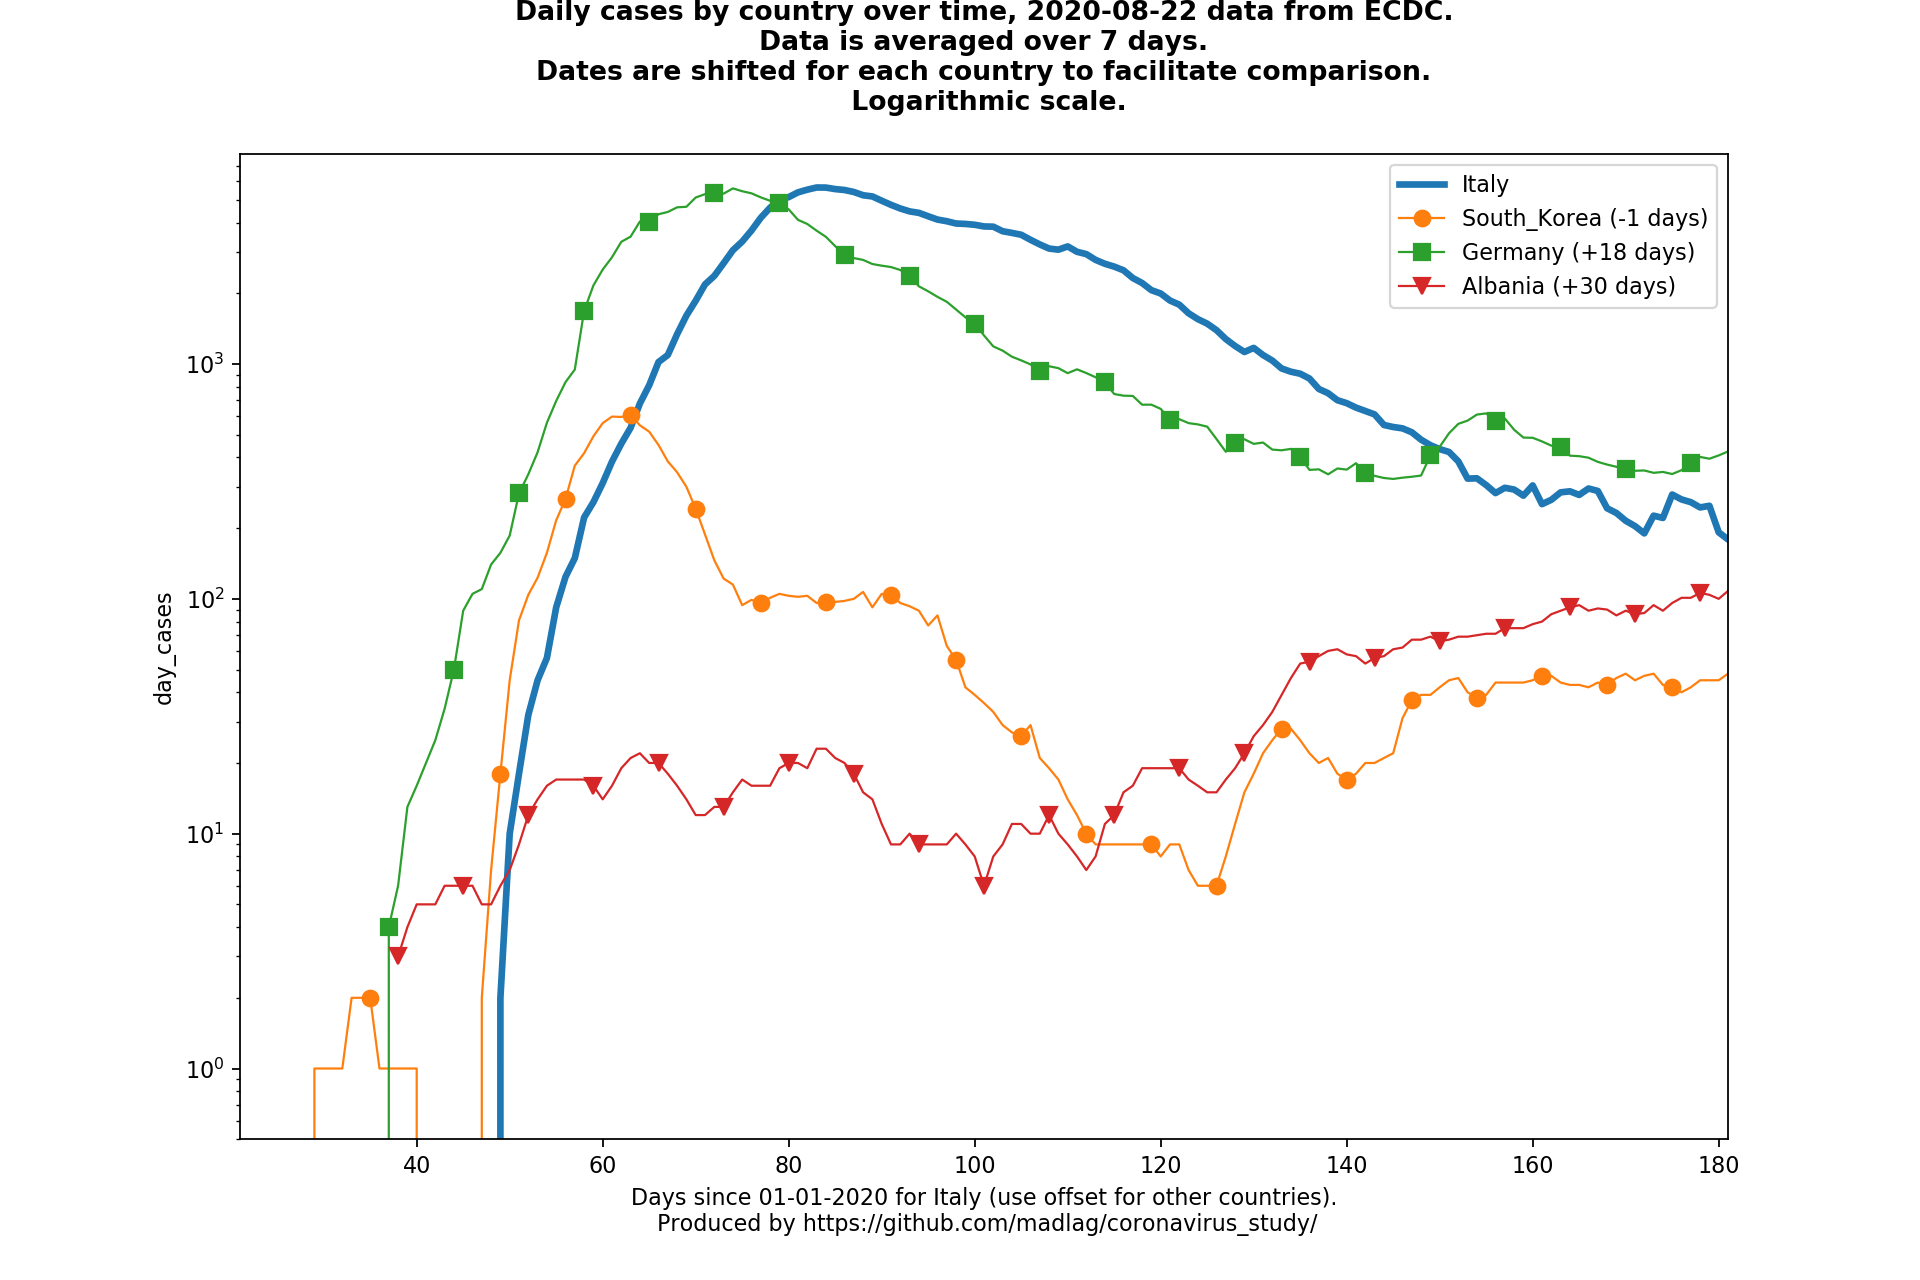 Daily cases by country over time, 2020-08-22 data from ECDC.
Data is averaged over 7 days.
Dates are shifted for each country to facilitate comparison.
Logarithmic scale.
Italy
South_Korea (-1 days)
Germany (+18 days)
Albania (+30 days)
10³
10²
10¹
10⁰
day_cases
40 60 80 100 120 140 160 180
Days since 01-01-2020 for Italy (use offset for other countries).
Produced by https://github.com/madlag/coronavirus_study/